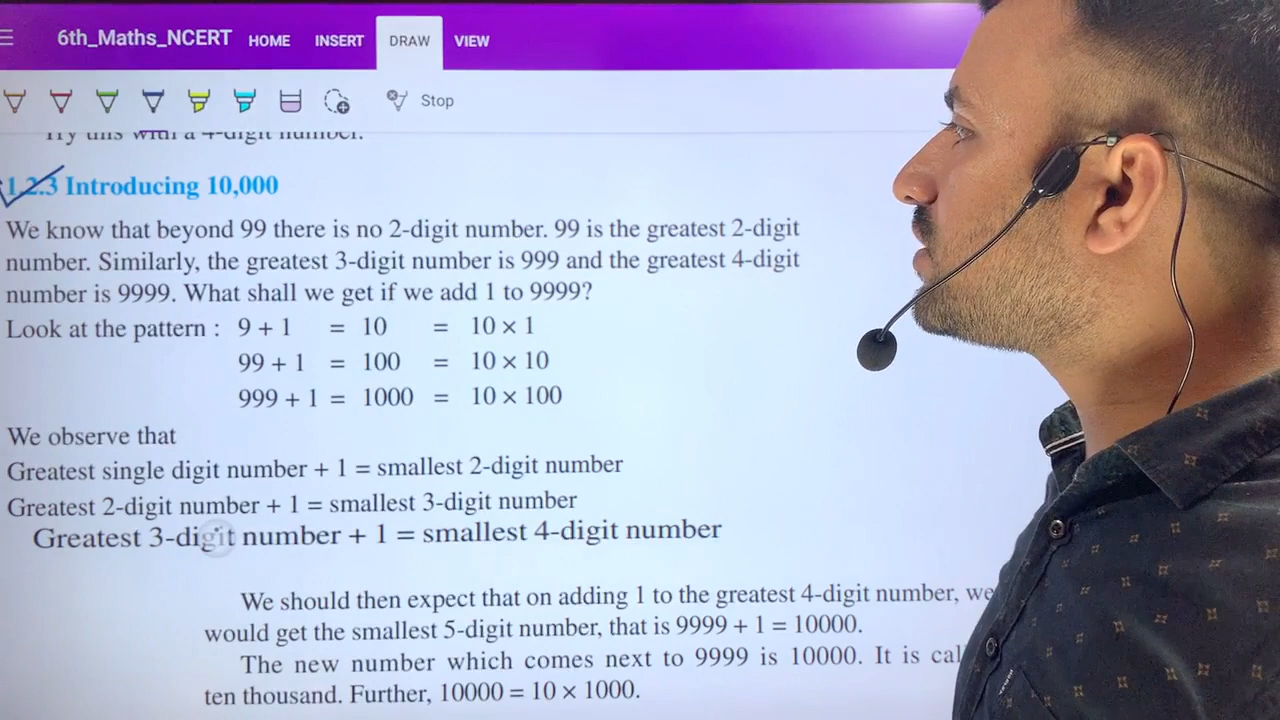 6th_Maths_NCERT HOME INSERT DRAW VIEW
Stop
Try this with a 4-digit number.
1.2.3 Introducing 10,000
We know that beyond 99 there is no 2-digit number. 99 is the greatest 2-digit
number. Similarly, the greatest 3-digit number is 999 and the greatest 4-digit
number is 9999. What shall we get if we add 1 to 9999?
Look at the pattern : 9 + 1 = 10 = 10 × 1
99 + 1 = 100 = 10 × 10
999 + 1 = 1000 = 10 × 100
We observe that
Greatest single digit number + 1 = smallest 2-digit number
Greatest 2-digit number + 1 = smallest 3-digit number
Greatest 3-digit number + 1 = smallest 4-digit number
We should then expect that on adding 1 to the greatest 4-digit number, we
would get the smallest 5-digit number, that is 9999 + 1 = 10000.
The new number which comes next to 9999 is 10000. It is
ten thousand. Further, 10000 = 10 × 1000.